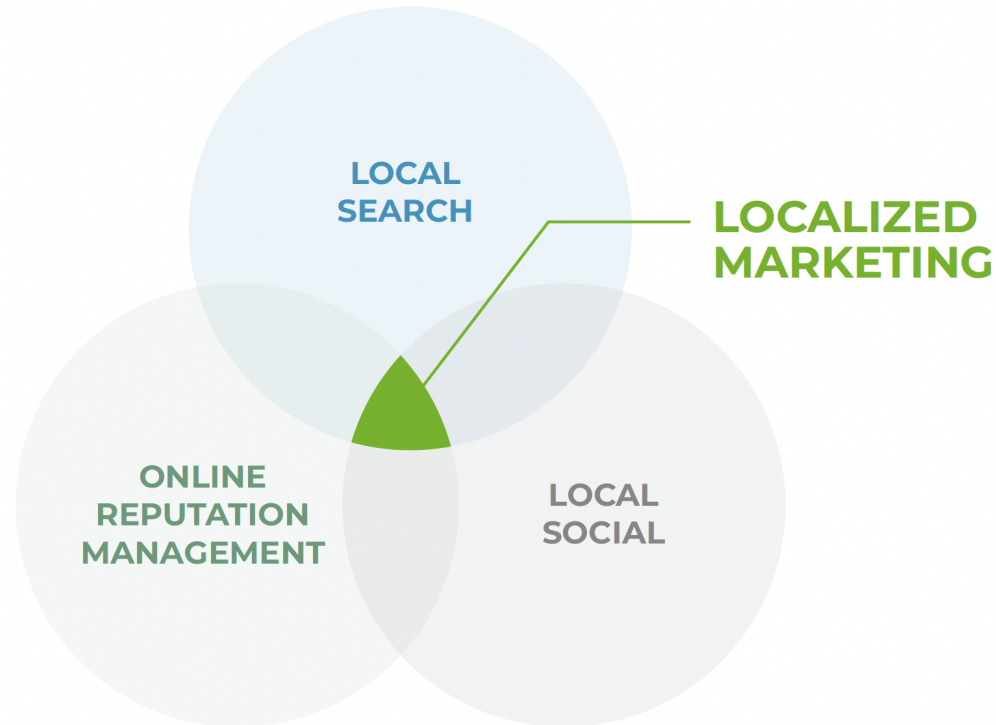 LOCAL
SEARCH
LOCALIZED
MARKETING
ONLINE
REPUTATION
MANAGEMENT
LOCAL
SOCIAL